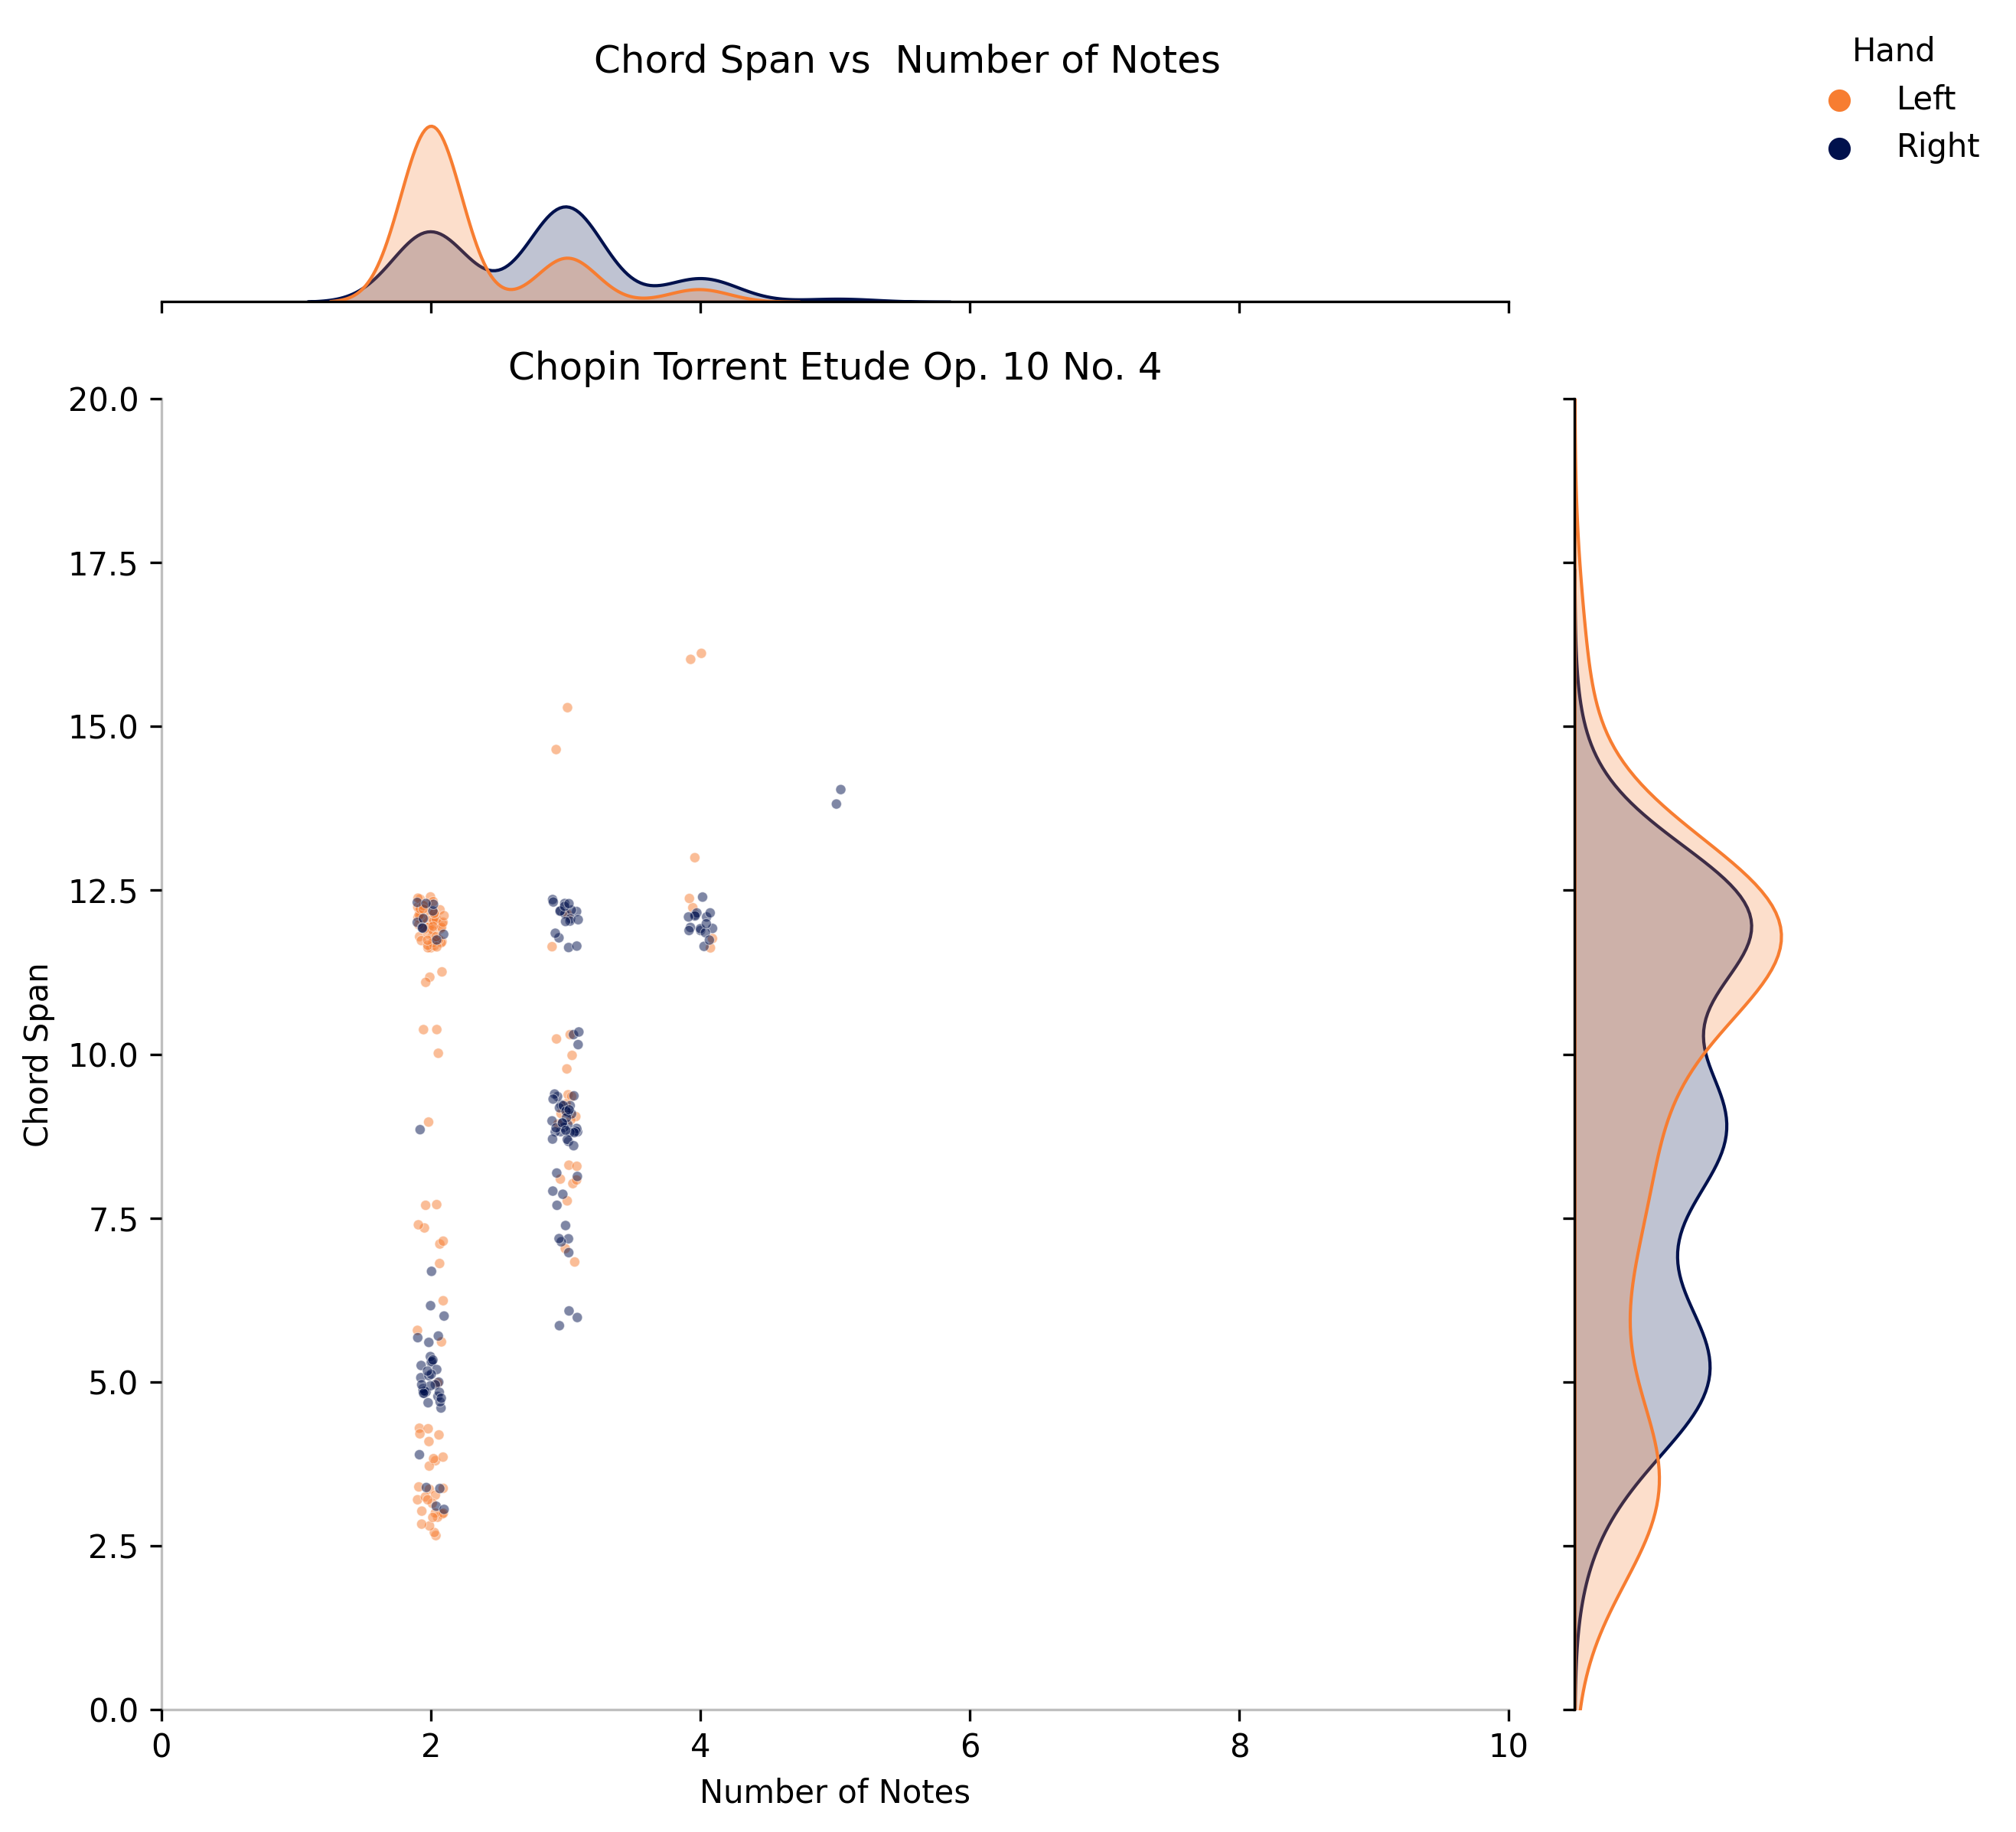 Chord Span vs  Number of Notes
Hand
Left
Right
Chopin Torrent Etude Op. 10 No. 4
20.0
17.5
15.0
12.5
10.0
7.5
5.0
2.5
0.0
Chord Span
0 2 4 6 8 10
Number of Notes